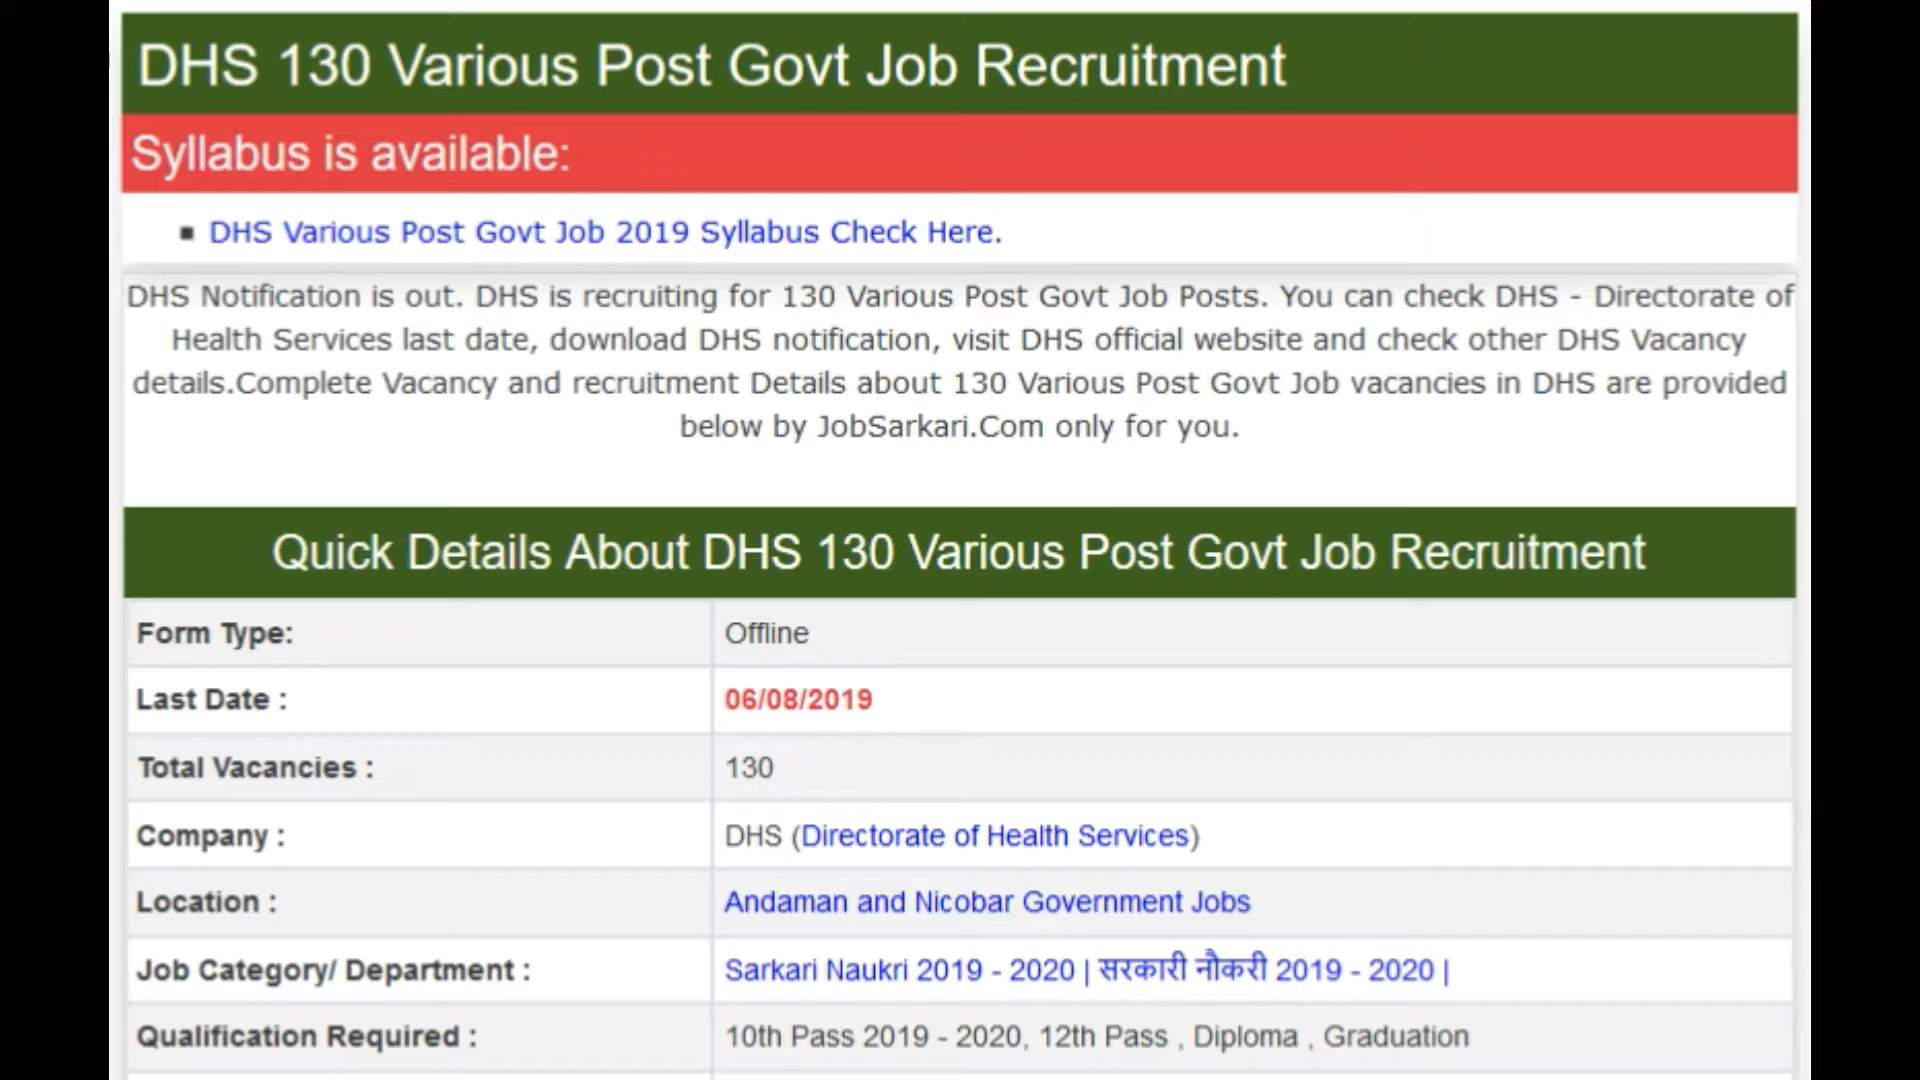 DHS 130 Various Post Govt Job Recruitment
Syllabus is available:
DHS Various Post Govt Job 2019 Syllabus Check Here.
DHS Notification is out. DHS is recruiting for 130 Various Post Govt Job Posts. You can check DHS - Directorate of
Health Services last date, download DHS notification, visit DHS official website and check other DHS Vacancy
details.Complete Vacancy and recruitment Details about 130 Various Post Govt Job vacancies in DHS are provided
below by JobSarkari.Com only for you.
Quick Details About DHS 130 Various Post Govt Job Recruitment
Form Type: Offline
Last Date : 06/08/2019
Total Vacancies : 130
Company : DHS (Directorate of Health Services)
Location : Andaman and Nicobar Government Jobs
Job Category/ Department : Sarkari Naukri 2019 - 2020 | सरकारी नौकरी 2019 - 2020 |
Qualification Required : 10th Pass 2019 - 2020, 12th Pass , Diploma , Graduation